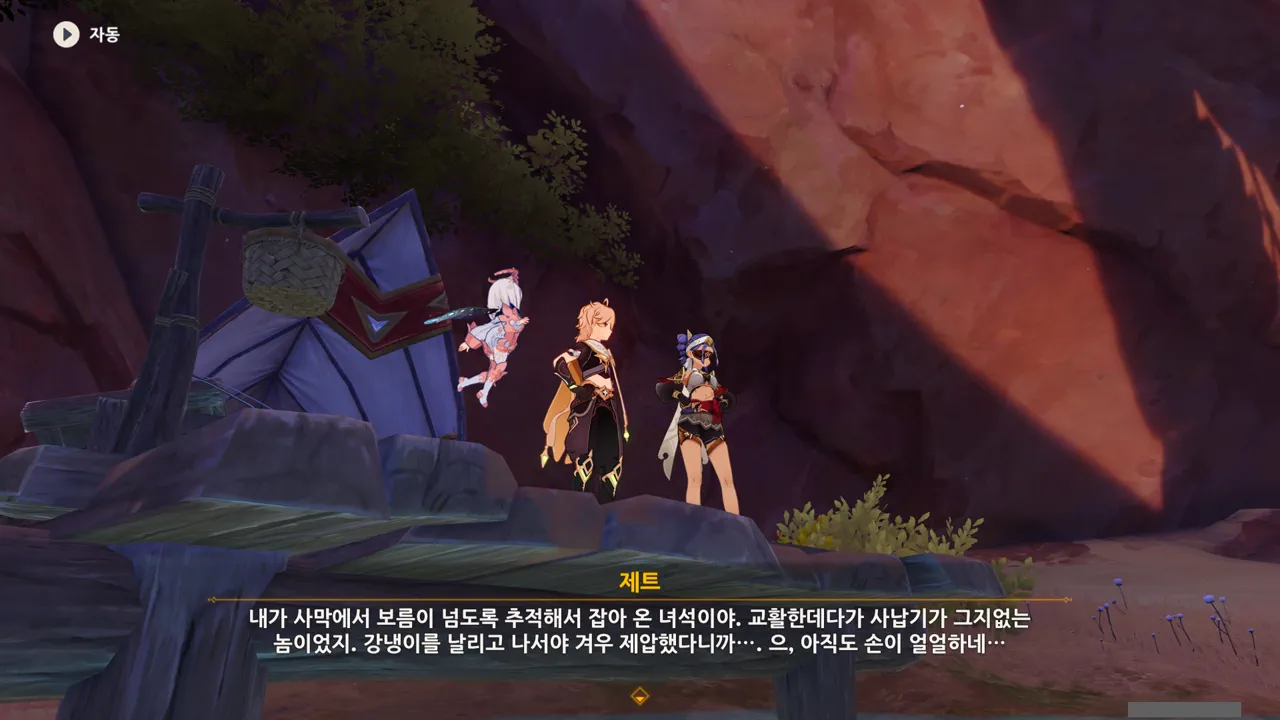 자동
제트
내가 사막에서 보름이 넘도록 추적해서 잡아 온 녀석이야. 교활한데다가 사납기가 그지없는
놈이었지. 강냉이를 날리고 나서야 겨우 제압했다니까…. 으, 아직도 손이 얼얼하네…